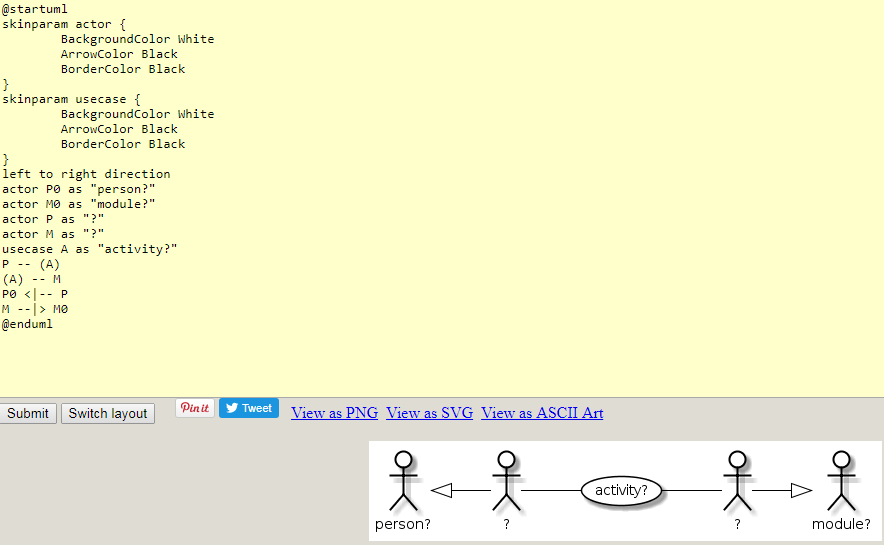 @startuml
skinparam actor {
        BackgroundColor White
        ArrowColor Black
        BorderColor Black
}
skinparam usecase {
        BackgroundColor White
        ArrowColor Black
        BorderColor Black
}
left to right direction
actor P0 as "person?"
actor M0 as "module?"
actor P as "?"
actor M as "?"
usecase A as "activity?"
P -- (A)
(A) -- M
P0 <|-- P
M --|> M0
@enduml
Submit Switch layout Pin it Tweet View as PNG View as SVG View as ASCII Art
activity?
person? ? ? module?